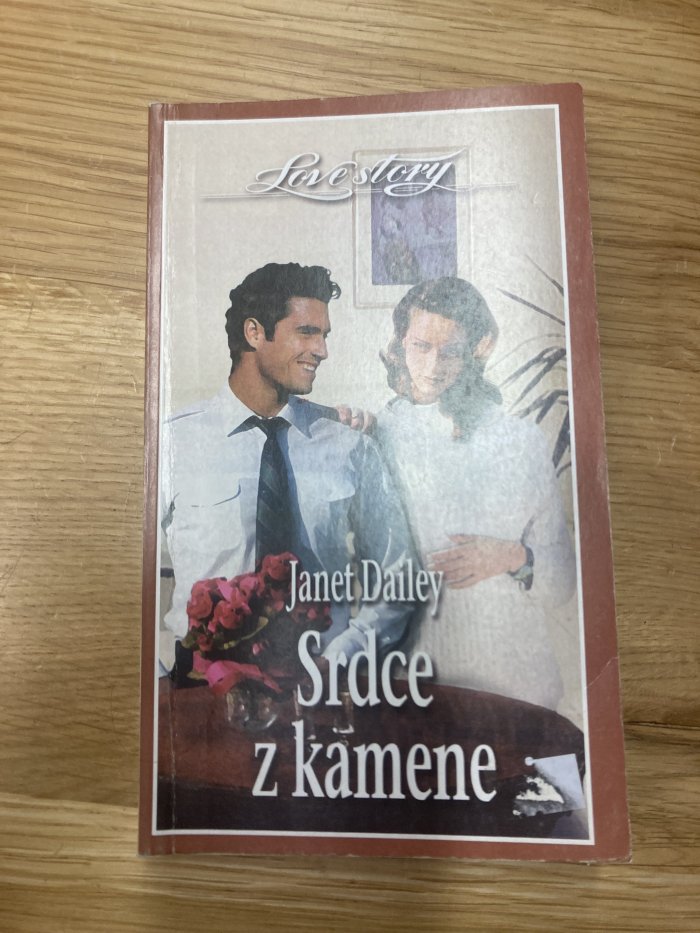 Love story
Janet Dailey
Srdce
z kamene